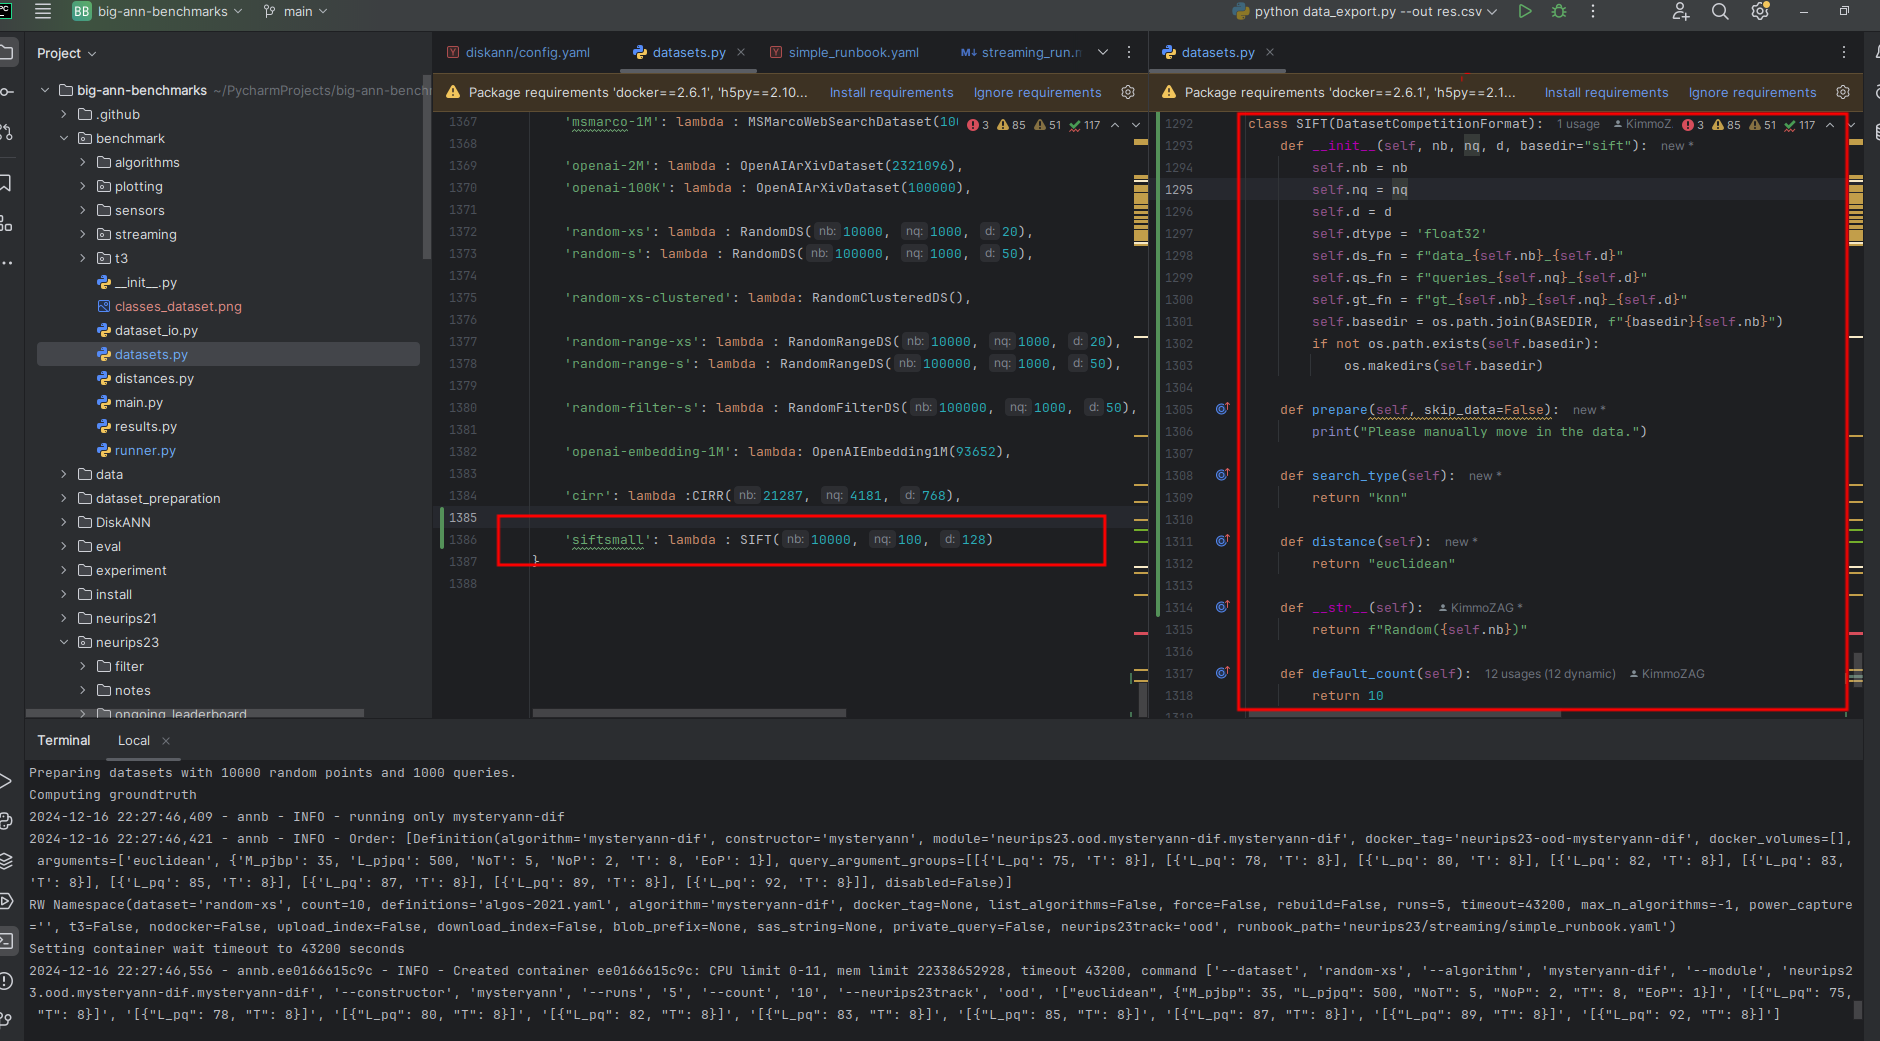 PC
BB big-ann-benchmarks
main
python data_export.py --out res.csv
Project
big-ann-benchmarks ~/PycharmProjects/big-ann-bench
.github
benchmark
algorithms
plotting
sensors
streaming
t3
__init__.py
classes_dataset.png
dataset_io.py
datasets.py
distances.py
main.py
results.py
runner.py
data
dataset_preparation
DiskANN
eval
experiment
install
neurips21
neurips23
filter
notes
ongoing_leaderboard
diskann/config.yaml
datasets.py
simple_runbook.yaml
streaming_run.
Package requirements 'docker==2.6.1', 'h5py==2.10... Install requirements Ignore requirements
3 85 51 117
1367 'msmarco-1M': lambda : MSMarcoWebSearchDataset(10
1368
1369 'openai-2M': lambda : OpenAIArXivDataset(2321096),
1370 'openai-100K': lambda : OpenAIArXivDataset(100000),
1371
1372 'random-xs': lambda : RandomDS( nb: 10000, nq: 1000, d: 20),
1373 'random-s': lambda : RandomDS( nb: 100000, nq: 1000, d: 50),
1374
1375 'random-xs-clustered': lambda: RandomClusteredDS(),
1376
1377 'random-range-xs': lambda : RandomRangeDS( nb: 10000, nq: 1000, d: 20),
1378 'random-range-s': lambda : RandomRangeDS( nb: 100000, nq: 1000, d: 50),
1379
1380 'random-filter-s': lambda : RandomFilterDS( nb: 100000, nq: 1000, d: 50),
1381
1382 'openai-embedding-1M': lambda: OpenAIEmbedding1M(93652),
1383
1384 'cirr': lambda :CIRR( nb: 21287, nq: 4181, d: 768),
1385
1386 'siftsmall': lambda : SIFT( nb: 10000, nq: 100, d: 128)
1387 }
1388
datasets.py
Package requirements 'docker==2.6.1', 'h5py==2.1... Install requirements Ignore requirements
3 85 51 117
1292 class SIFT(DatasetCompetitionFormat): 1 usage KimmoZ
1293 def __init__(self, nb, nq, d, basedir="sift"): new *
1294 self.nb = nb
1295 self.nq = nq
1296 self.d = d
1297 self.dtype = 'float32'
1298 self.ds_fn = f"data_{self.nb}_{self.d}"
1299 self.qs_fn = f"queries_{self.nq}_{self.d}"
1300 self.gt_fn = f"gt_{self.nb}_{self.nq}_{self.d}"
1301 self.basedir = os.path.join(BASEDIR, f"{basedir}{self.nb}")
1302 if not os.path.exists(self.basedir):
1303 os.makedirs(self.basedir)
1304
1305 def prepare(self, skip_data=False): new *
1306 print("Please manually move in the data.")
1307
1308 def search_type(self): new *
1309 return "knn"
1310
1311 def distance(self): new *
1312 return "euclidean"
1313
1314 def __str__(self): KimmoZAG *
1315 return f"Random({self.nb})"
1316
1317 def default_count(self): 12 usages (12 dynamic) KimmoZAG
1318 return 10
1319
Terminal
Local
Preparing datasets with 10000 random points and 1000 queries.
Computing groundtruth
2024-12-16 22:27:46,409 - annb - INFO - running only mysteryann-dif
2024-12-16 22:27:46,421 - annb - INFO - Order: [Definition(algorithm='mysteryann-dif', constructor='mysteryann', module='neurips23.ood.mysteryann-dif.mysteryann-dif', docker_tag='neurips23-ood-mysteryann-dif', docker_volumes=[],
arguments=['euclidean', {'M_pjbp': 35, 'L_pjpq': 500, 'NoT': 5, 'NoP': 2, 'T': 8, 'EoP': 1}], query_argument_groups=[[{'L_pq': 75, 'T': 8}], [{'L_pq': 78, 'T': 8}], [{'L_pq': 80, 'T': 8}], [{'L_pq': 82, 'T': 8}], [{'L_pq': 83,
'T': 8}], [{'L_pq': 85, 'T': 8}], [{'L_pq': 87, 'T': 8}], [{'L_pq': 89, 'T': 8}], [{'L_pq': 92, 'T': 8}]], disabled=False)]
RW Namespace(dataset='random-xs', count=10, definitions='algos-2021.yaml', algorithm='mysteryann-dif', docker_tag=None, list_algorithms=False, force=False, rebuild=False, runs=5, timeout=43200, max_n_algorithms=-1, power_capture
='', t3=False, nodocker=False, upload_index=False, download_index=False, blob_prefix=None, sas_string=None, private_query=False, neurips23track='ood', runbook_path='neurips23/streaming/simple_runbook.yaml')
Setting container wait timeout to 43200 seconds
2024-12-16 22:27:46,556 - annb.ee0166615c9c - INFO - Created container ee0166615c9c: CPU limit 0-11, mem limit 22338652928, timeout 43200, command ['--dataset', 'random-xs', '--algorithm', 'mysteryann-dif', '--module', 'neurips2
3.ood.mysteryann-dif.mysteryann-dif', '--constructor', 'mysteryann', '--runs', '5', '--count', '10', '--neurips23track', 'ood', '["euclidean", {"M_pjbp": 35, "L_pjpq": 500, "NoT": 5, "NoP": 2, "T": 8, "EoP": 1}]', '[{"L_pq": 75,
"T": 8}]', '[{"L_pq": 78, "T": 8}]', '[{"L_pq": 80, "T": 8}]', '[{"L_pq": 82, "T": 8}]', '[{"L_pq": 83, "T": 8}]', '[{"L_pq": 85, "T": 8}]', '[{"L_pq": 87, "T": 8}]', '[{"L_pq": 89, "T": 8}]', '[{"L_pq": 92, "T": 8}]']